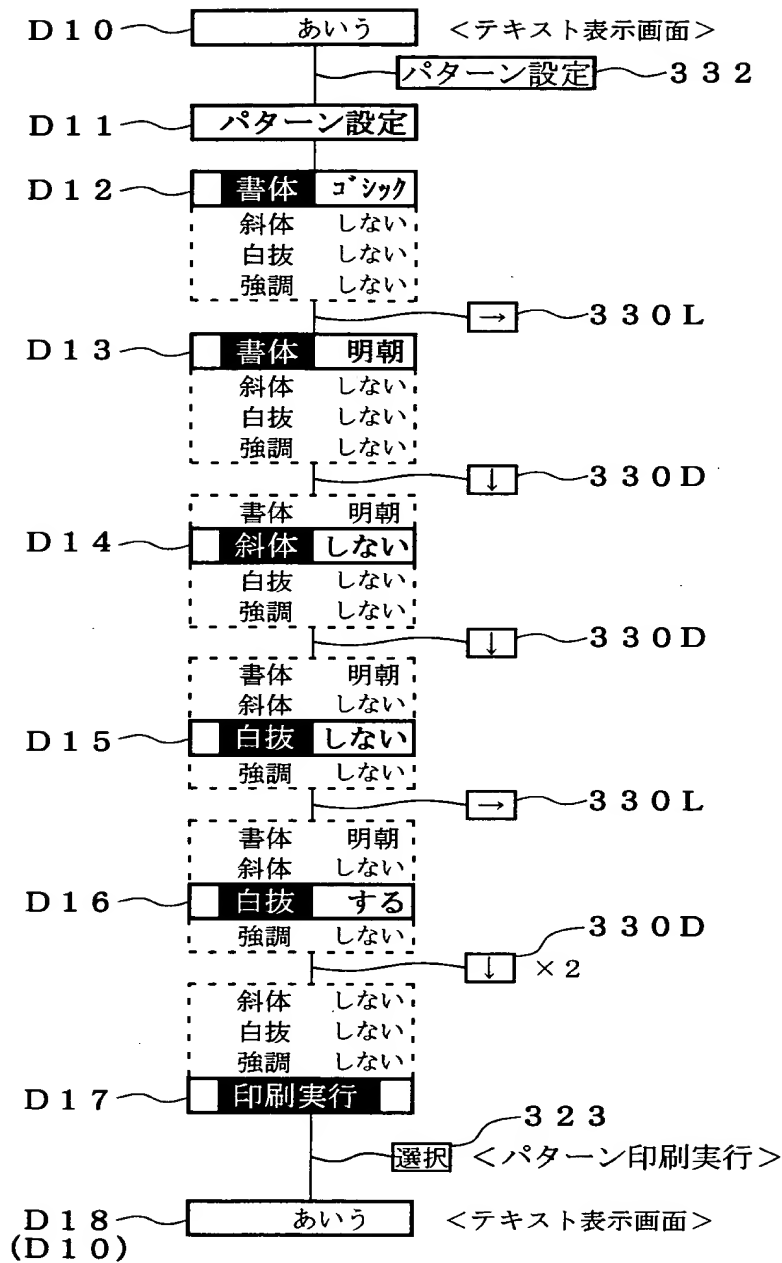 D10 あいう <テキスト表示画面>
パターン設定 332
D11 パターン設定
D12 書体 ゴシック
斜体 しない
白抜 しない
強調 しない
→ 330L
D13 書体 明朝
斜体 しない
白抜 しない
強調 しない
↓ 330D
書体 明朝
D14 斜体 しない
白抜 しない
強調 しない
↓ 330D
書体 明朝
斜体 しない
D15 白抜 しない
強調 しない
→ 330L
書体 明朝
斜体 しない
D16 白抜 する
強調 しない
330D
↓ ×2
斜体 しない
白抜 しない
強調 しない
D17 印刷実行
323
選択 <パターン印刷実行>
D18 あいう <テキスト表示画面>
(D10)